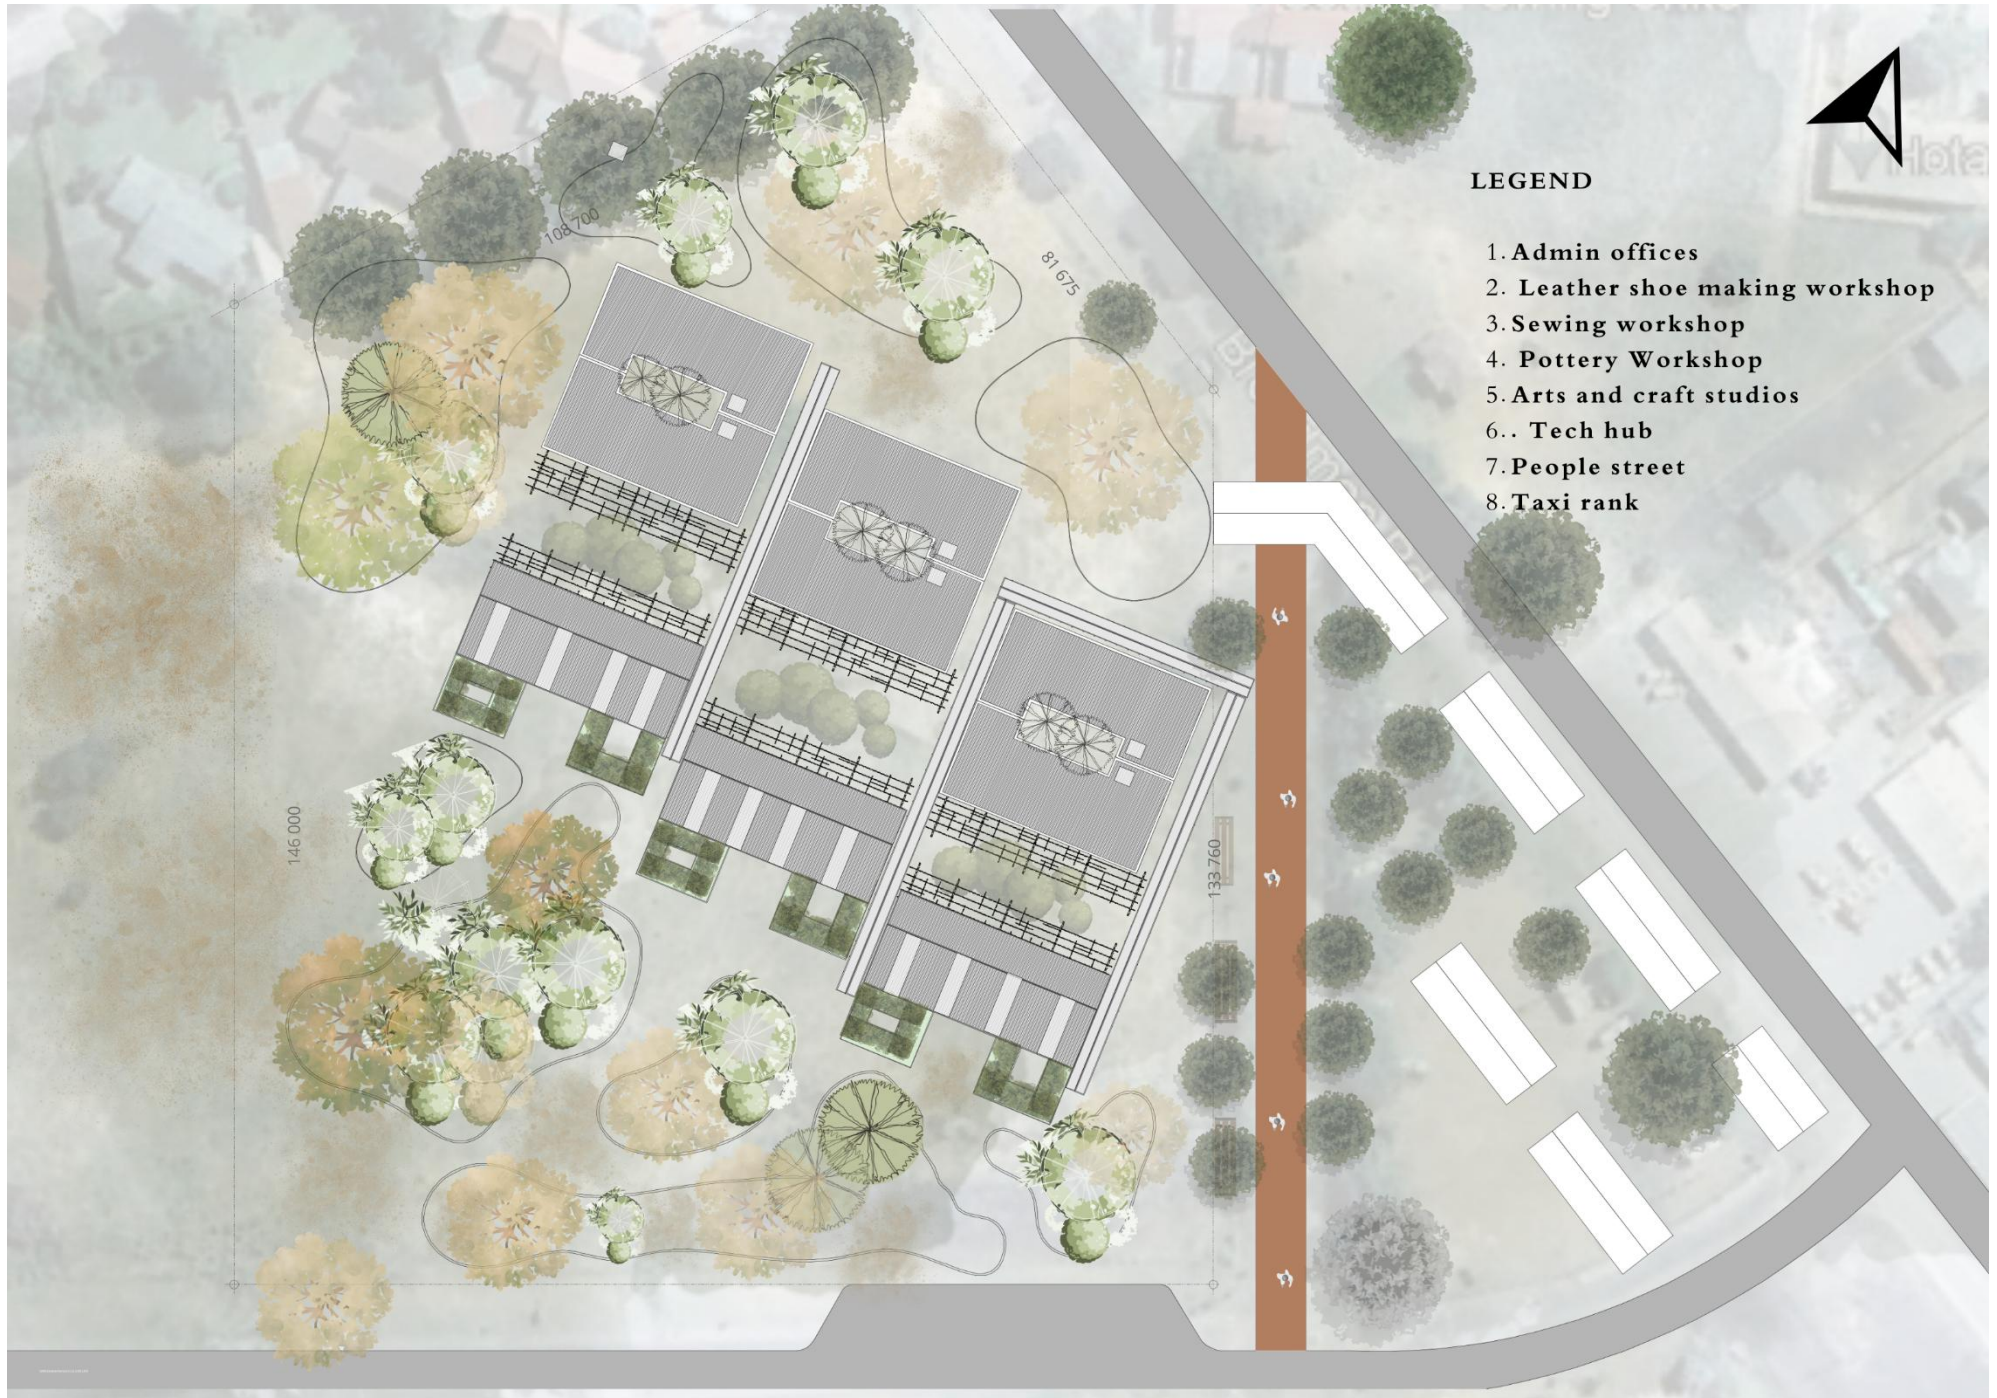 LEGEND
1. Admin offices
2. Leather shoe making workshop
3. Sewing workshop
4. Pottery Workshop
5. Arts and craft studios
6.. Tech hub
7. People street
8. Taxi rank
108 700
81 675
146 000
133 760
Hota